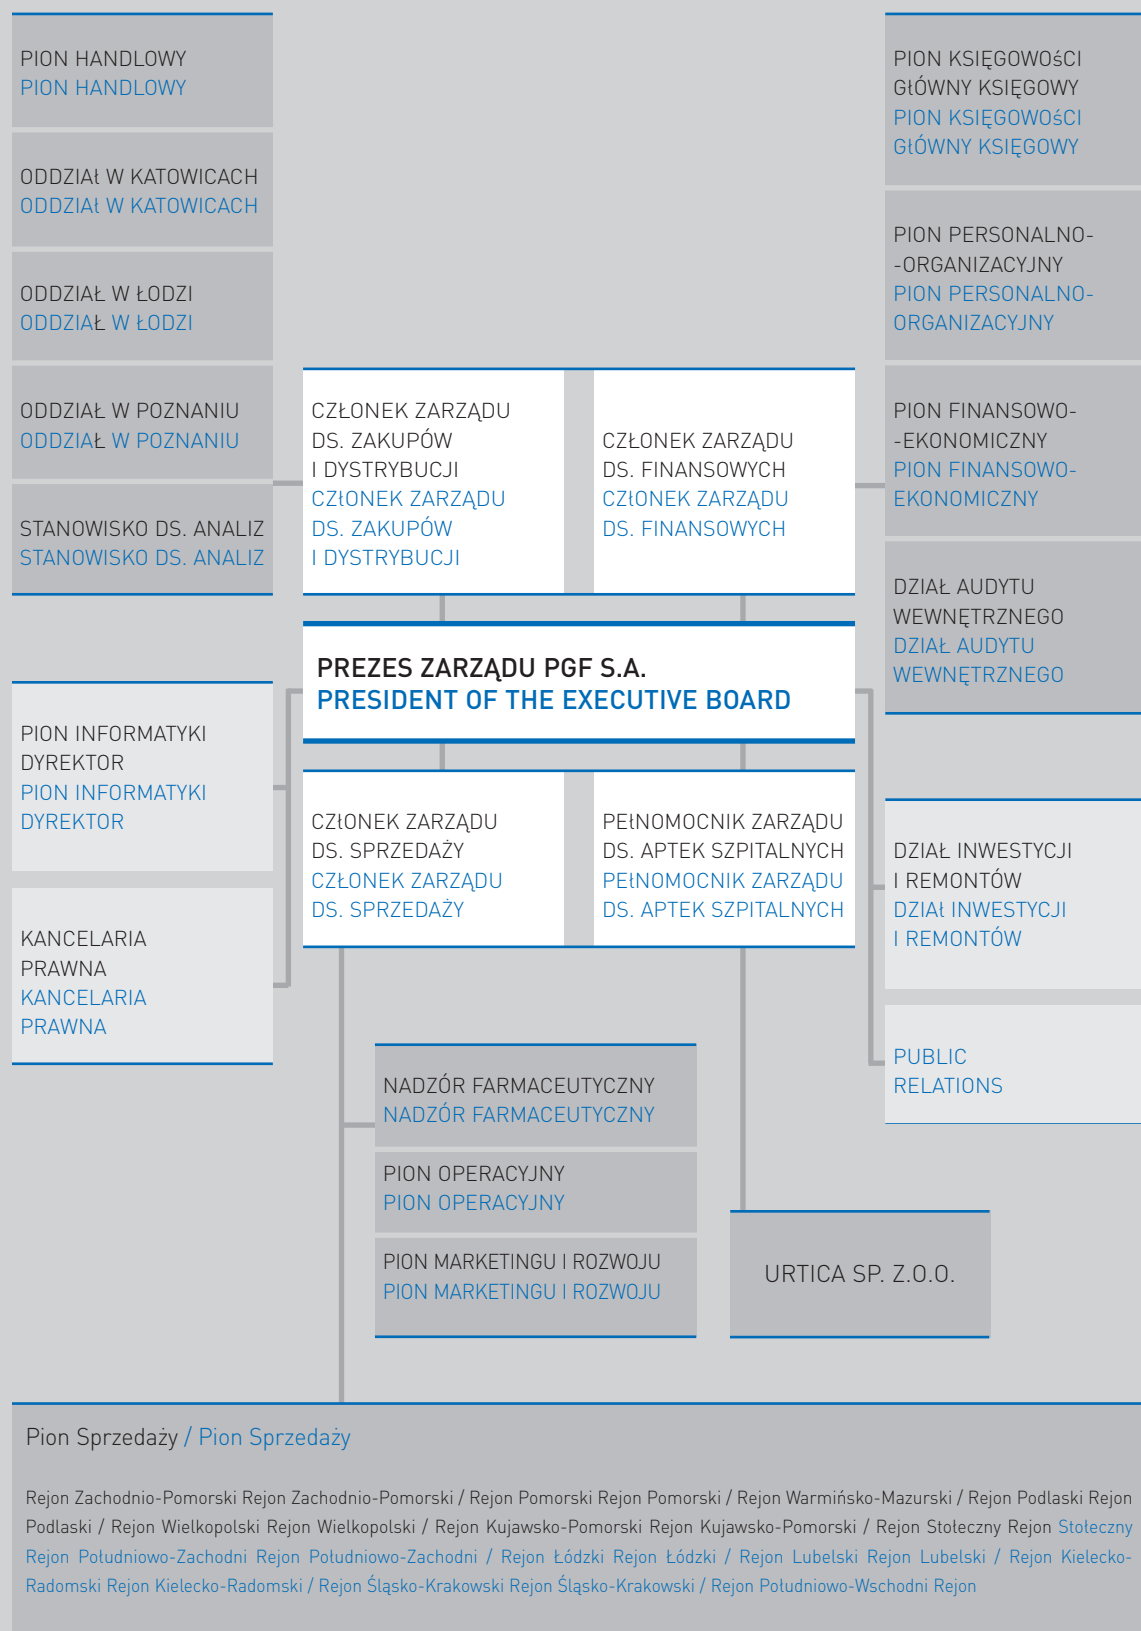 PION HANDLOWY
PION HANDLOWY
ODDZIAł W KATOWICACH
ODDZIAł W KATOWICACH
ODDZIAŁ W ŁODZI
ODDZIAŁ W ŁODZI
ODDZIAŁ W POZNANIU
ODDZIAŁ W POZNANIU
STANOWISKO DS. ANALIZ
STANOWISKO DS. ANALIZ
CZŁONEK ZARZĄDU
DS. ZAKUPÓW
I DYSTRYBUCJI
CZłONEK ZARZĄDU
DS. ZAKUPÓW
I DYSTRYBUCJI
CZŁONEK ZARZĄDU
DS. FINANSOWYCH
CZłONEK ZARZĄDU
DS. FINANSOWYCH
PION KSIĘGOWOśCI
GłÓWNY KSIĘGOWY
PION KSIĘGOWOśCI
GłÓWNY KSIĘGOWY
PION PERSONALNO-
-ORGANIZACYJNY
PION PERSONALNO-
ORGANIZACYJNY
PION FINANSOWO-
-EKONOMICZNY
PION FINANSOWO-
EKONOMICZNY
DZIAŁ AUDYTU
WEWNĘTRZNEGO
DZIAŁ AUDYTU
WEWNĘTRZNEGO
PREZES ZARZĄDU PGF S.A.
PRESIDENT OF THE EXECUTIVE BOARD
PION INFORMATYKI
DYREKTOR
PION INFORMATYKI
DYREKTOR
KANCELARIA
PRAWNA
KANCELARIA
PRAWNA
CZłONEK ZARZĄDU
DS. SPRZEDAŻY
CZŁONEK ZARZĄDU
DS. SPRZEDAŻY
PEłNOMOCNIK ZARZĄDU
DS. APTEK SZPITALNYCH
PEłNOMOCNIK ZARZĄDU
DS. APTEK SZPITALNYCH
DZIAŁ INWESTYCJI
I REMONTÓW
DZIAł INWESTYCJI
I REMONTÓW
PUBLIC
RELATIONS
NADZÓR FARMACEUTYCZNY
NADZÓR FARMACEUTYCZNY
PION OPERACYJNY
PION OPERACYJNY
PION MARKETINGU I ROZWOJU
PION MARKETINGU I ROZWOJU
URTICA SP. Z.O.O.
Pion Sprzedaży / Pion Sprzedaży
Rejon Zachodnio-Pomorski Rejon Zachodnio-Pomorski / Rejon Pomorski Rejon Pomorski / Rejon Warmińsko-Mazurski / Rejon Podlaski Rejon
Podlaski / Rejon Wielkopolski Rejon Wielkopolski / Rejon Kujawsko-Pomorski Rejon Kujawsko-Pomorski / Rejon Stołeczny Rejon Stołeczny
Rejon Południowo-Zachodni Rejon Południowo-Zachodni / Rejon Łódzki Rejon Łódzki / Rejon Lubelski Rejon Lubelski / Rejon Kielecko-
Radomski Rejon Kielecko-Radomski / Rejon Śląsko-Krakowski Rejon Śląsko-Krakowski / Rejon Południowo-Wschodni Rejon